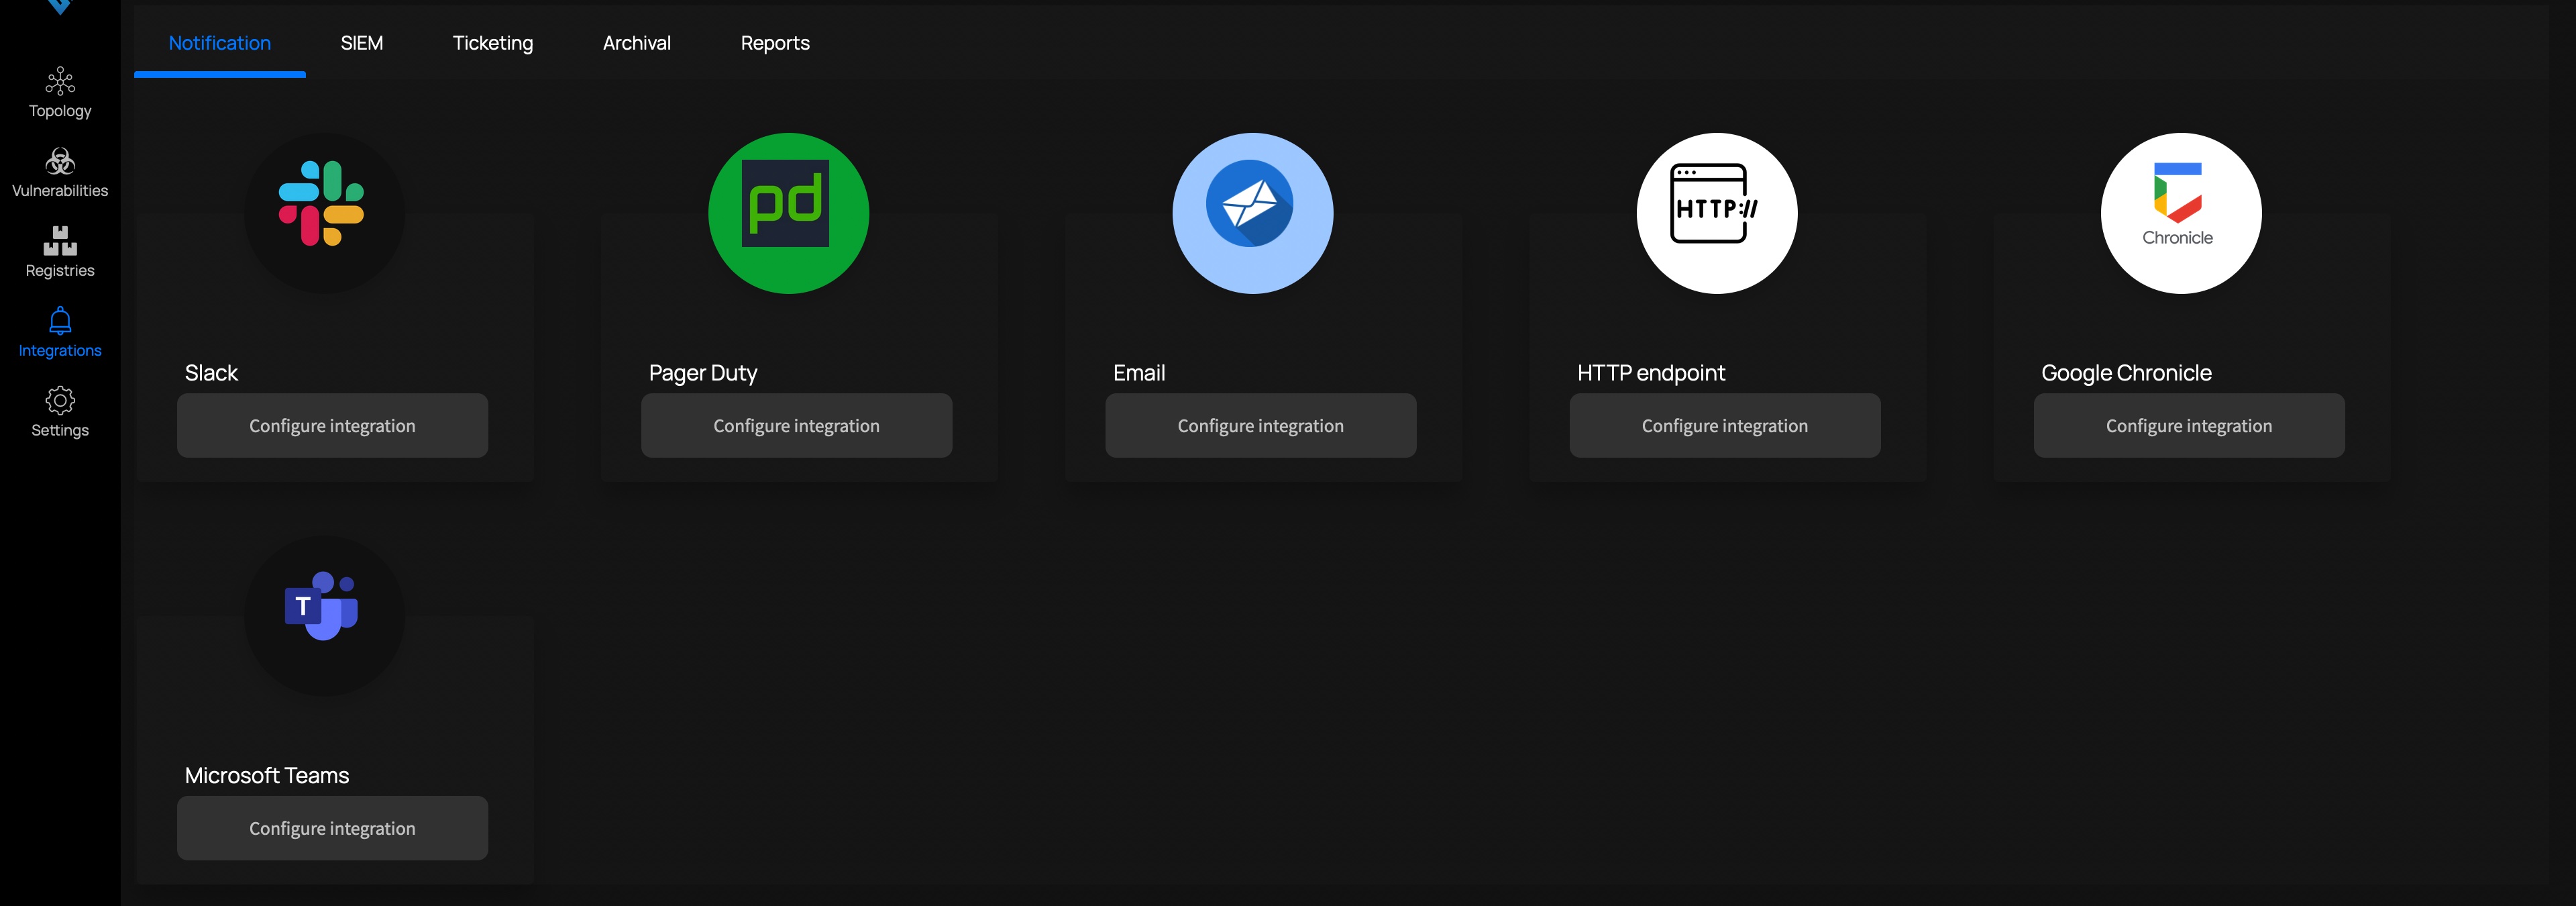 Notification SIEM Ticketing Archival Reports
Topology
Vulnerabilities
Registries
Integrations
Settings
pd
HTTP://
Chronicle
Slack
Configure integration
Pager Duty
Configure integration
Email
Configure integration
HTTP endpoint
Configure integration
Google Chronicle
Configure integration
T
Microsoft Teams
Configure integration